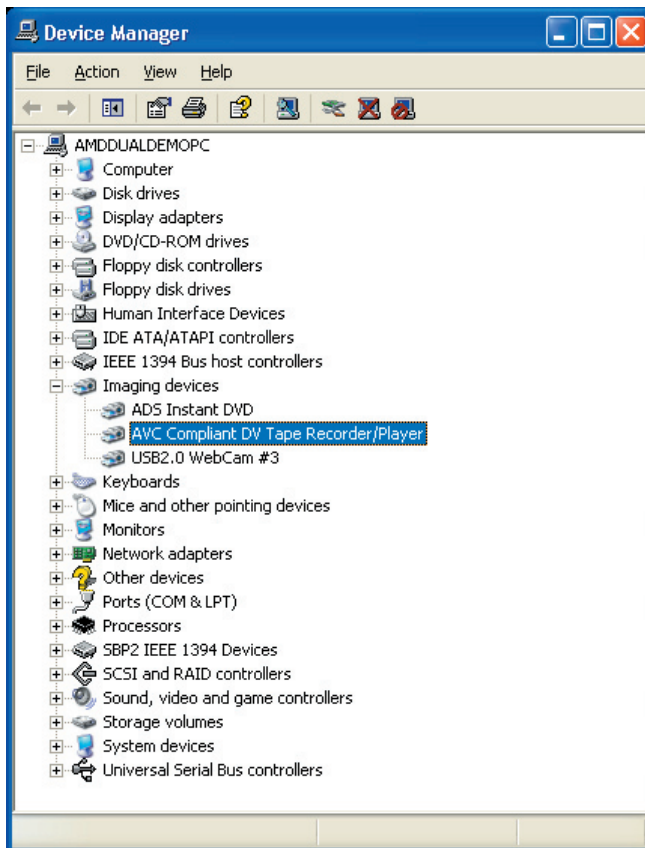 Device Manager
File Action View Help
AMDDUALDEMOPC
Computer
Disk drives
Display adapters
DVD/CD-ROM drives
Floppy disk controllers
Floppy disk drives
Human Interface Devices
IDE ATA/ATAPI controllers
IEEE 1394 Bus host controllers
Imaging devices
ADS Instant DVD
AVC Compliant DV Tape Recorder/Player
USB2.0 WebCam #3
Keyboards
Mice and other pointing devices
Monitors
Network adapters
Other devices
Ports (COM & LPT)
Processors
SBP2 IEEE 1394 Devices
SCSI and RAID controllers
Sound, video and game controllers
Storage volumes
System devices
Universal Serial Bus controllers